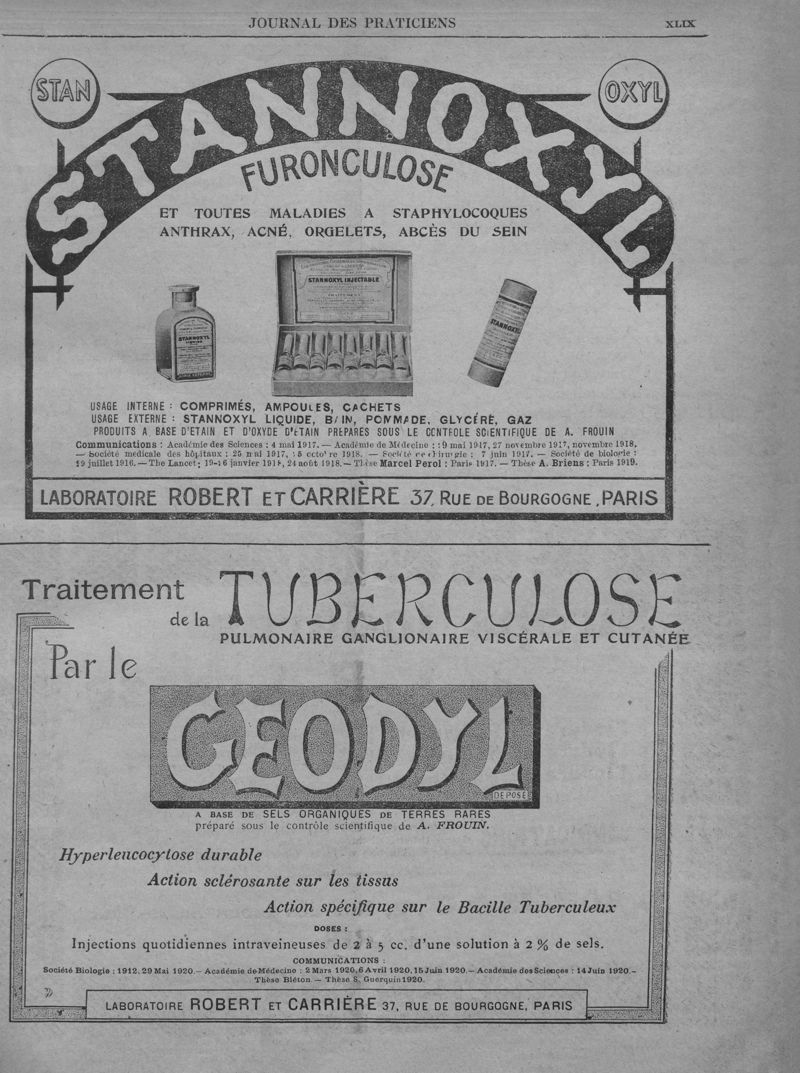 JOURNAL DES PRATICIENS XLIX
STAN OXYL
STANNOXYL
FURONCULOSE
ET TOUTES MALADIES A STAPHYLOCOQUES
ANTHRAX, ACNÉ, ORGELETS, ABCÈS DU SEIN
STANNOXYL INJECTABLE
STANNOXYL
STANNOXYL
USAGE INTERNE : COMPRIMÉS, AMPOULES, CACHETS
USAGE EXTERNE : STANNOXYL LIQUIDE, BAIN, POMMADE, GLYCÉRÉ, GAZ
PRODUITS A BASE D'ETAIN ET D'OXYDE D'ÉTAIN PRÉPARÉS SOUS LE CONTROLE SCIENTIFIQUE DE A. FROUIN
Communications : Académie des Sciences : 4 mai 1917. — Académie de Médecine : 9 mai 1917, 27 novembre 1917, novembre 1918.
— Société medicale des hôpitaux : 25 mai 1917, octobre 1918. — Société de chirurgie : 7 juin 1917. — Société de biologie :
19 juillet 1916. — The Lancet : janvier 24 août 1918. — Thèse Marcel Perol : Paris 1917. — Thèse A. Briens : Paris 1919.
LABORATOIRE ROBERT ET CARRIÈRE 37, RUE DE BOURGOGNE, PARIS
Traitement de la TUBERCULOSE
PULMONAIRE GANGLIONAIRE VISCÉRALE ET CUTANÉE
Par le
GEODYL
DEPOSÉ
A BASE DE SELS ORGANIQUES DE TERRES RARES
préparé sous le contrôle scientifique de A. FROUIN.
Hyperleucocytose durable
Action sclérosante sur les tissus
Action spécifique sur le Bacille Tuberculeux
DOSES :
Injections quotidiennes intraveineuses de 2 à 5 cc. d'une solution à 2 % de sels.
COMMUNICATIONS :
Société Biologie : 1912, 29 Mai 1920. — Académie de Médecine : 2 Mars 1920, 6 Avril 1920, 15 Juin 1920. — Académie des Sciences : 14 Juin 1920. —
Thèse Bléton. — Thèse S. Guerquin 1920.
LABORATOIRE ROBERT ET CARRIÈRE 37, RUE DE BOURGOGNE, PARIS